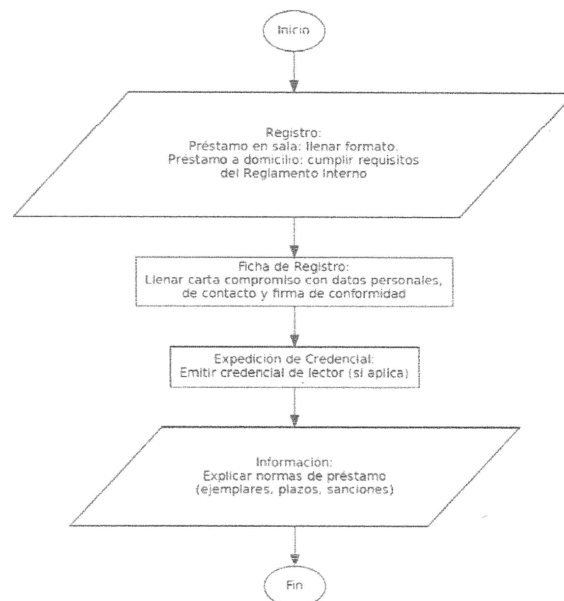 Inicio
Registro:
Préstamo en sala: llenar formato.
Préstamo a domicilio: cumplir requisitos
del Reglamento Interno
Ficha de Registro:
Llenar carta compromiso con datos personales,
de contacto y firma de conformidad
Expedición de Credencial:
Emitir credencial de lector (si aplica)
Información:
Explicar normas de préstamo
(ejemplares, plazos, sanciones)
Fin